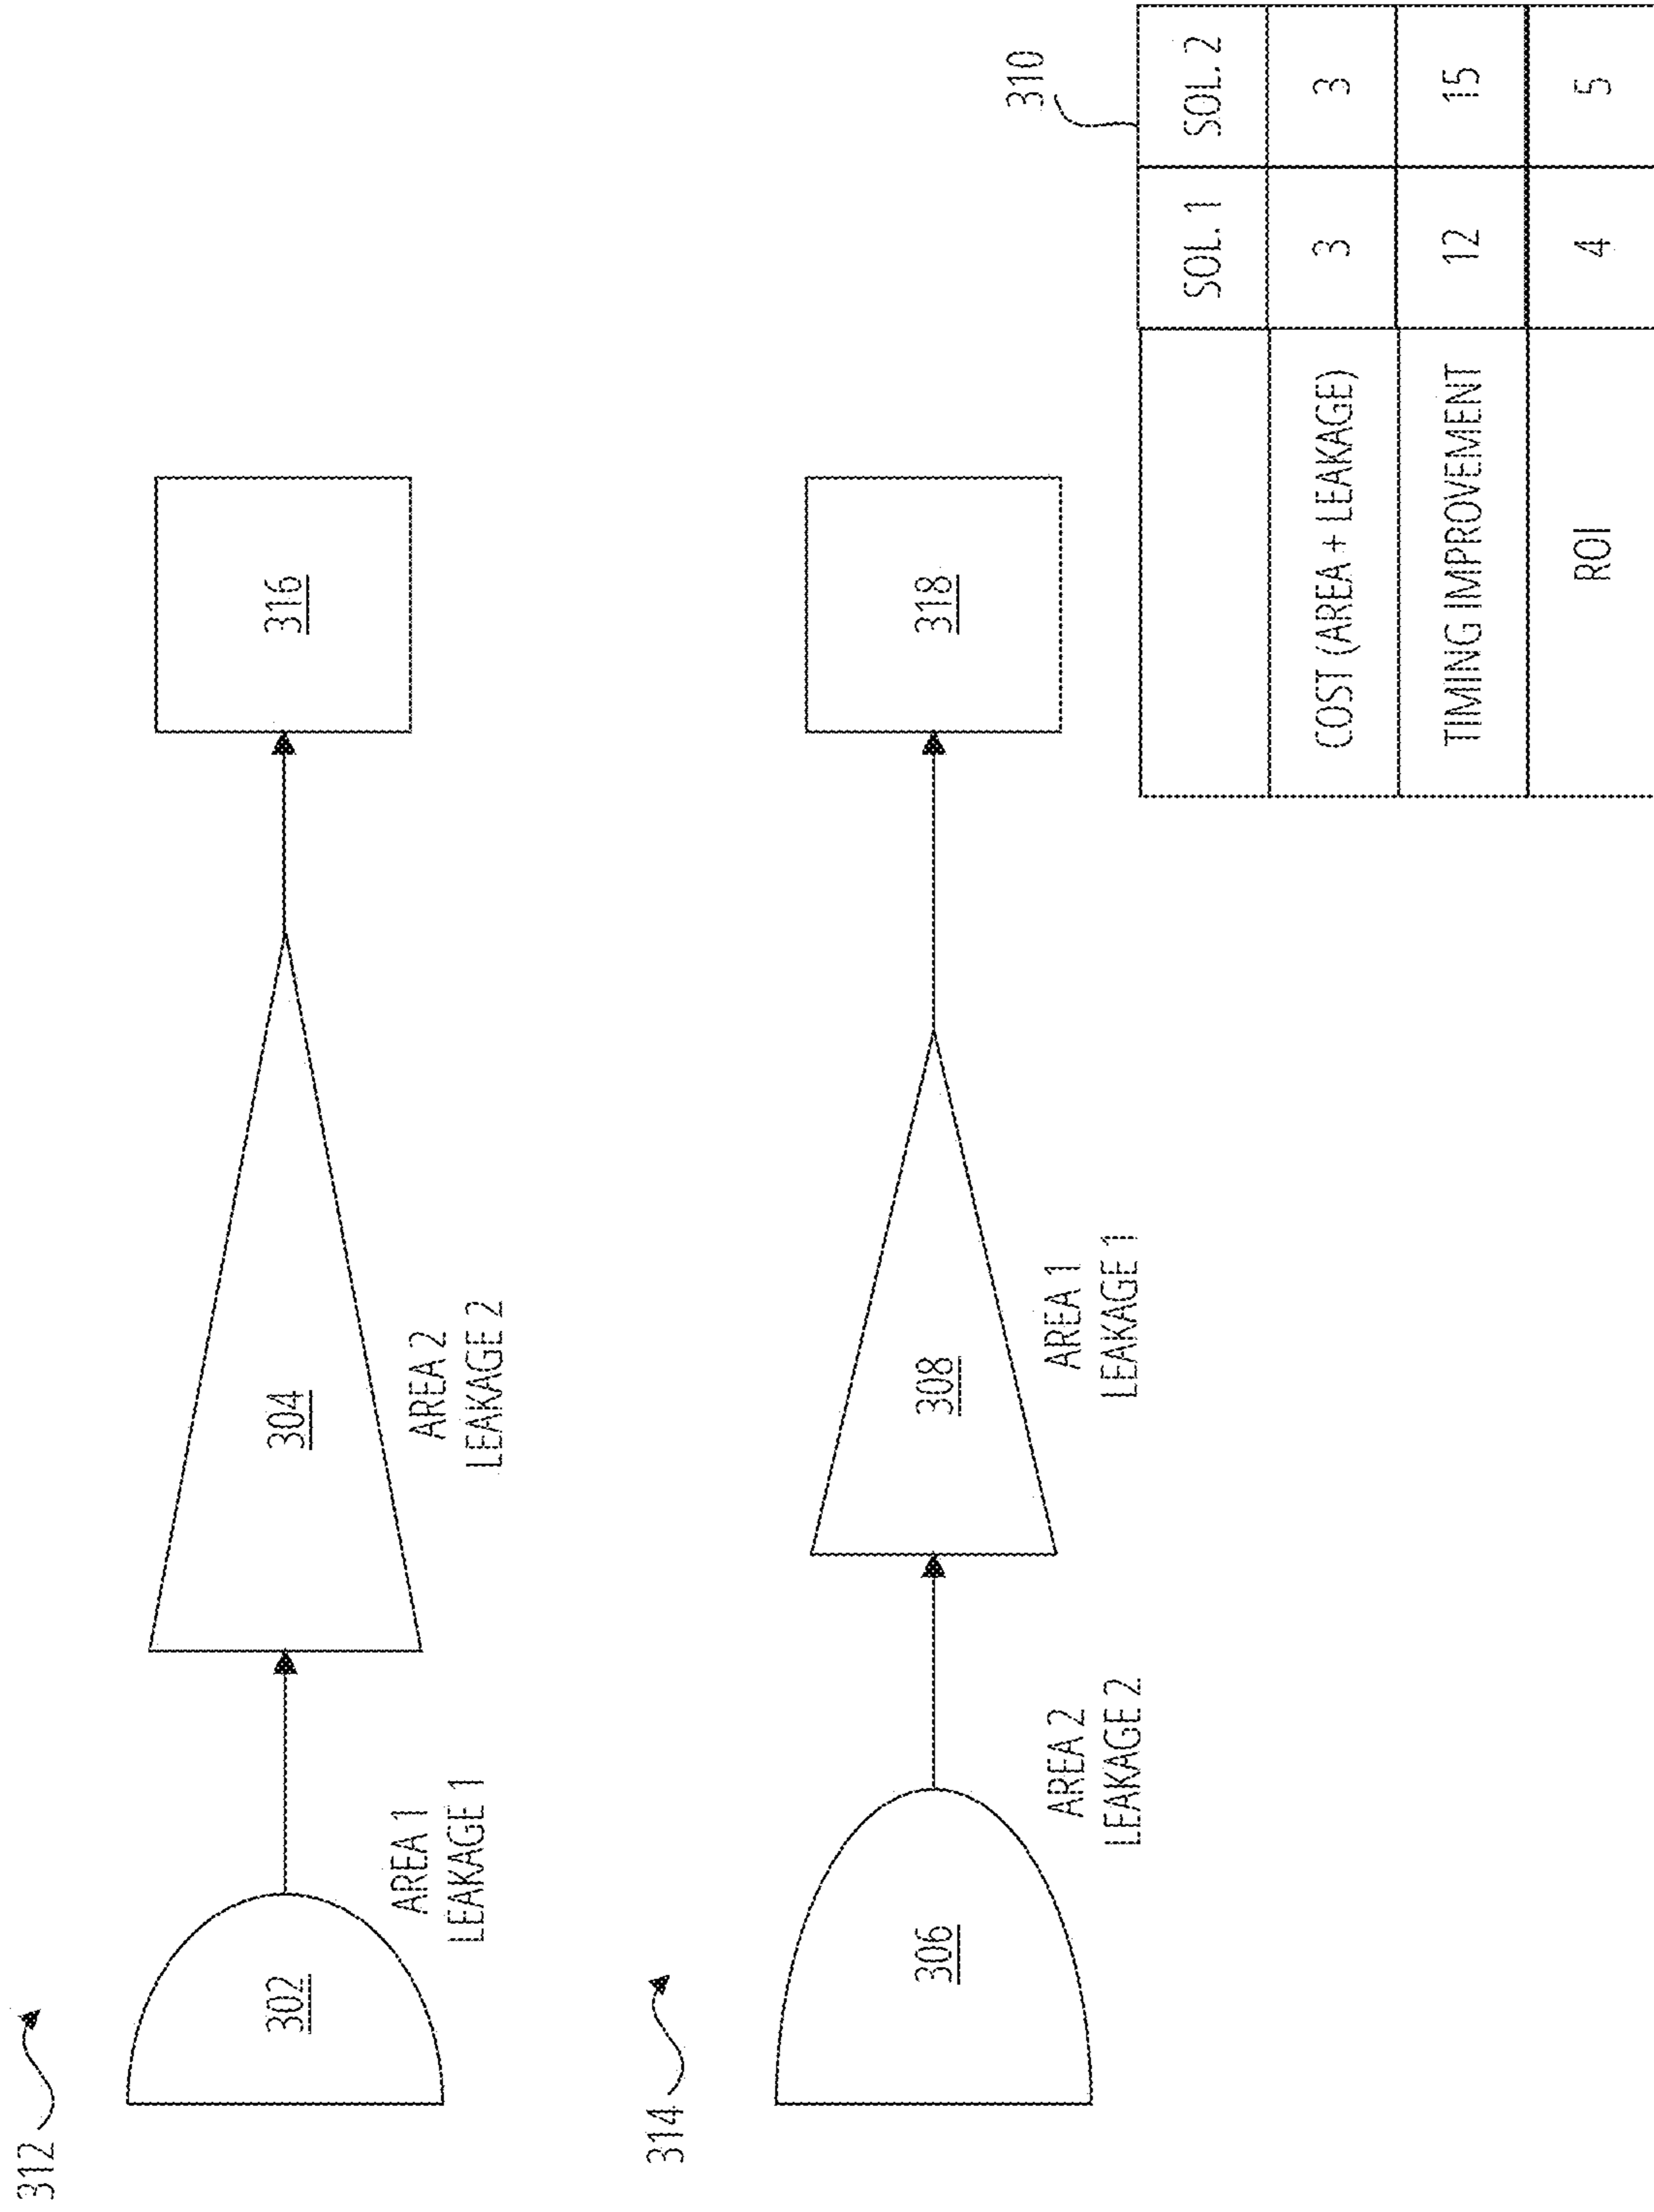 312
302
AREA 1
LEAKAGE 1
304
AREA 2
LEAKAGE 2
316
314
306
AREA 2
LEAKAGE 2
308
AREA 1
LEAKAGE 1
318
310
SOL. 1 SOL. 2
COST (AREA + LEAKAGE) 3 3
TIMING IMPROVEMENT 12 15
ROI 4 5